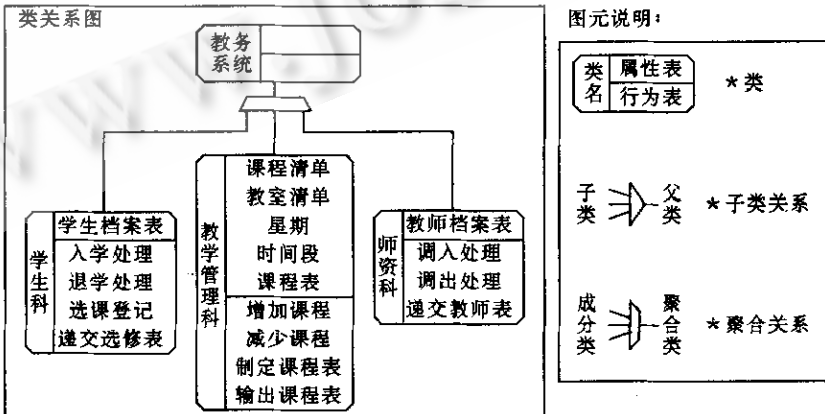 类关系图
教务
系统
学生科
学生档案表
入学处理
退学处理
选课登记
递交选修表
教学管理科
课程清单
教室清单
星期
时间段
课程表
增加课程
减少课程
制定课程表
输出课程表
师资科
教师档案表
调入处理
调出处理
递交教师表
图元说明：
类名
属性表
行为表
*类
子类
父类
*子类关系
成分类
聚合类
*聚合关系